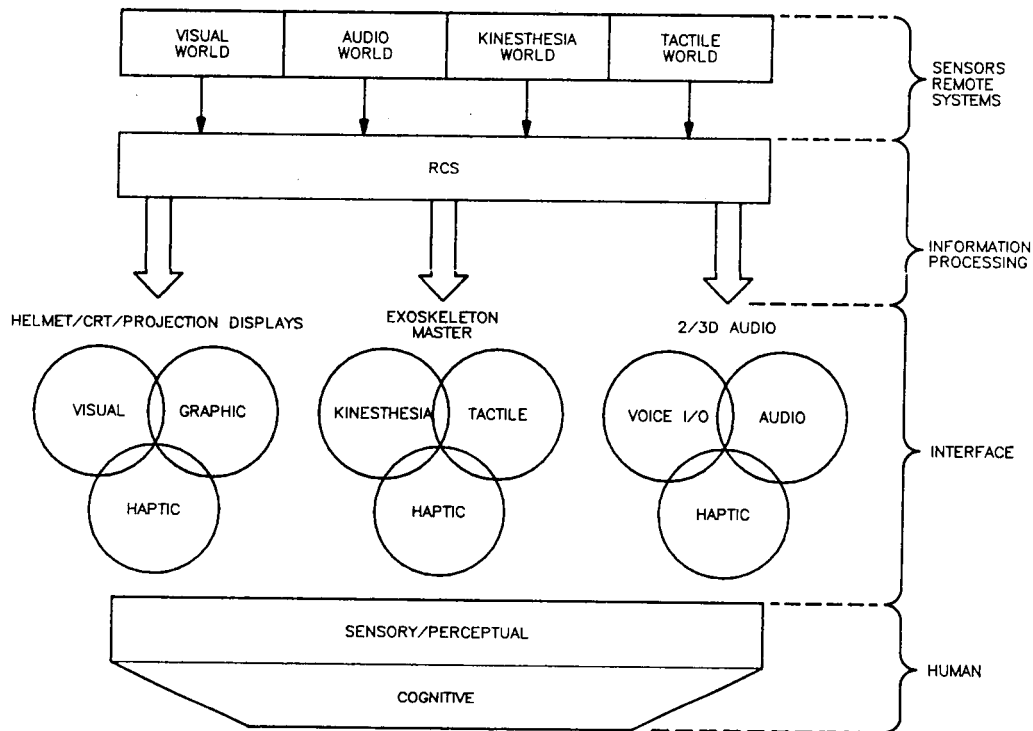 VISUAL
WORLD
AUDIO
WORLD
KINESTHESIA
WORLD
TACTILE
WORLD
SENSORS
REMOTE
SYSTEMS
RCS
INFORMATION
PROCESSING
HELMET/CRT/PROJECTION DISPLAYS
EXOSKELETON
MASTER
2/3D AUDIO
VISUAL
GRAPHIC
HAPTIC
KINESTHESIA
TACTILE
HAPTIC
VOICE I/O
AUDIO
HAPTIC
INTERFACE
SENSORY/PERCEPTUAL
COGNITIVE
HUMAN